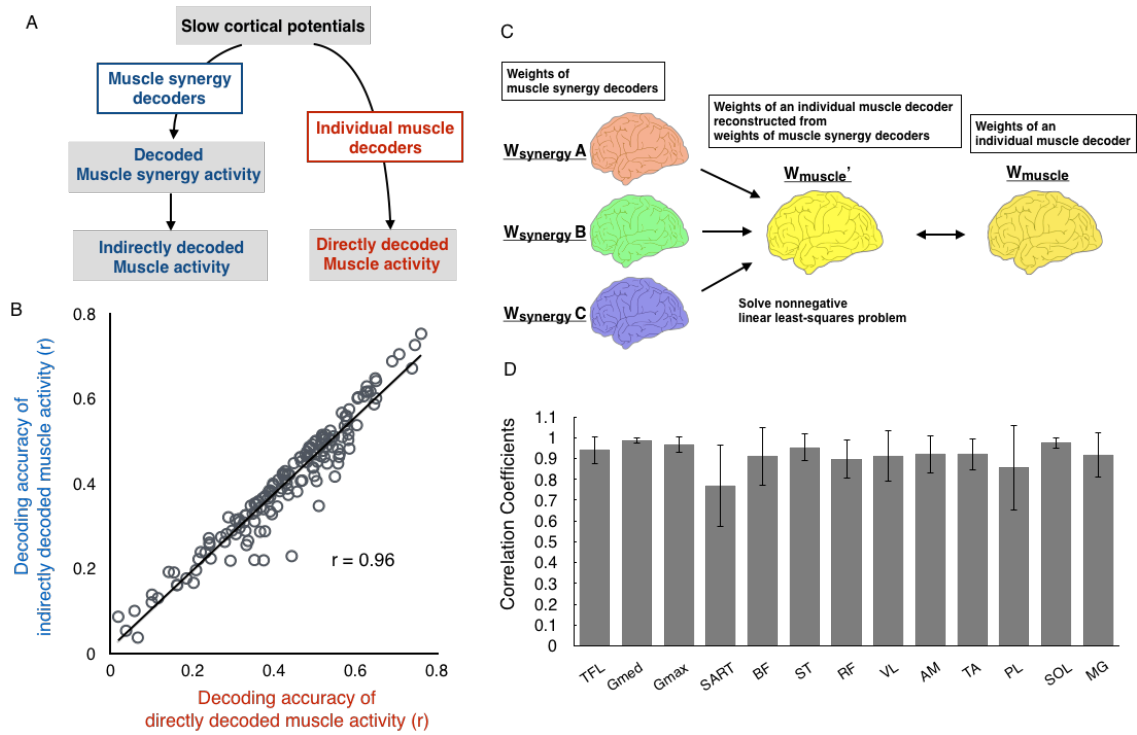 A
Slow cortical potentials
Muscle synergy
decoders
Individual muscle
decoders
Decoded
Muscle synergy activity
Indirectly decoded
Muscle activity
Directly decoded
Muscle activity
B
Decoding accuracy of
indirectly decoded muscle activity (r)
0.8
0.6
0.4
0.2
0
r = 0.96
0
0.2
0.4
0.6
0.8
Decoding accuracy of
directly decoded muscle activity (r)
C
Weights of
muscle synergy decoders
Weights of an individual muscle decoder
reconstructed from
weights of muscle synergy decoders
Weights of an
individual muscle decoder
Wsynergy A
Wsynergy B
Wsynergy C
Wmuscle'
Wmuscle
Solve nonnegative
linear least-squares problem
D
Correlation Coefficients
1.1
1
0.9
0.8
0.7
0.6
0.5
0.4
0.3
0.2
0.1
0
TFL
Gmed
Gmax
SART
BF
ST
RF
VL
AM
TA
PL
SOL
MG